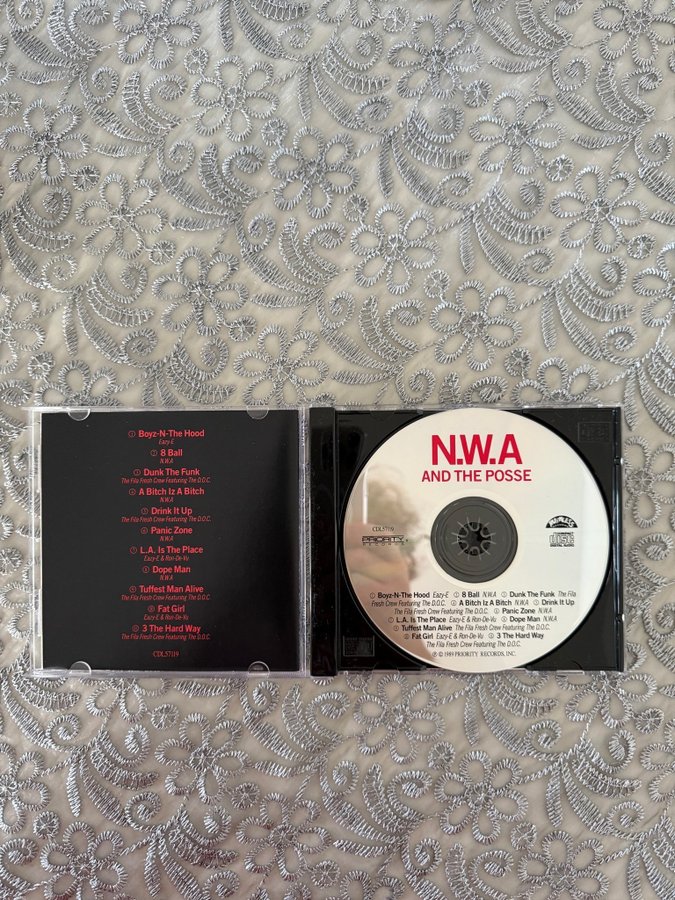 ① Boyz-N-The Hood
Eazy-E
② 8 Ball
N.W.A
③ Dunk The Funk
The Fila Fresh Crew Featuring The D.O.C.
④ A Bitch Iz A Bitch
N.W.A
⑤ Drink It Up
The Fila Fresh Crew Featuring The D.O.C.
⑥ Panic Zone
N.W.A
⑦ L.A. Is The Place
Eazy-E & Ron-De-Vu
⑧ Dope Man
N.W.A
⑨ Tuffest Man Alive
The Fila Fresh Crew Featuring The D.O.C.
⑩ Fat Girl
Eazy-E & Ron-De-Vu
⑪ 3 The Hard Way
The Fila Fresh Crew Featuring The D.O.C.
CDL57119
N.W.A
AND THE POSSE
CDL57119
PRIORITY
RECORDS
RUTHLESS
COMPACT
disc
DIGITAL AUDIO
① Boyz-N-The Hood Eazy-E ② 8 Ball N.W.A ③ Dunk The Funk The Fila
Fresh Crew Featuring The D.O.C. ④ A Bitch Iz A Bitch N.W.A ⑤ Drink It Up
The Fila Fresh Crew Featuring The D.O.C. ⑥ Panic Zone N.W.A
⑦ L.A. Is The Place Eazy-E & Ron-De-Vu ⑧ Dope Man N.W.A
⑨ Tuffest Man Alive The Fila Fresh Crew Featuring The D.O.C.
⑩ Fat Girl Eazy-E & Ron-De-Vu ⑪ 3 The Hard Way
The Fila Fresh Crew Featuring The D.O.C.
℗ © 1989 PRIORITY RECORDS, INC.